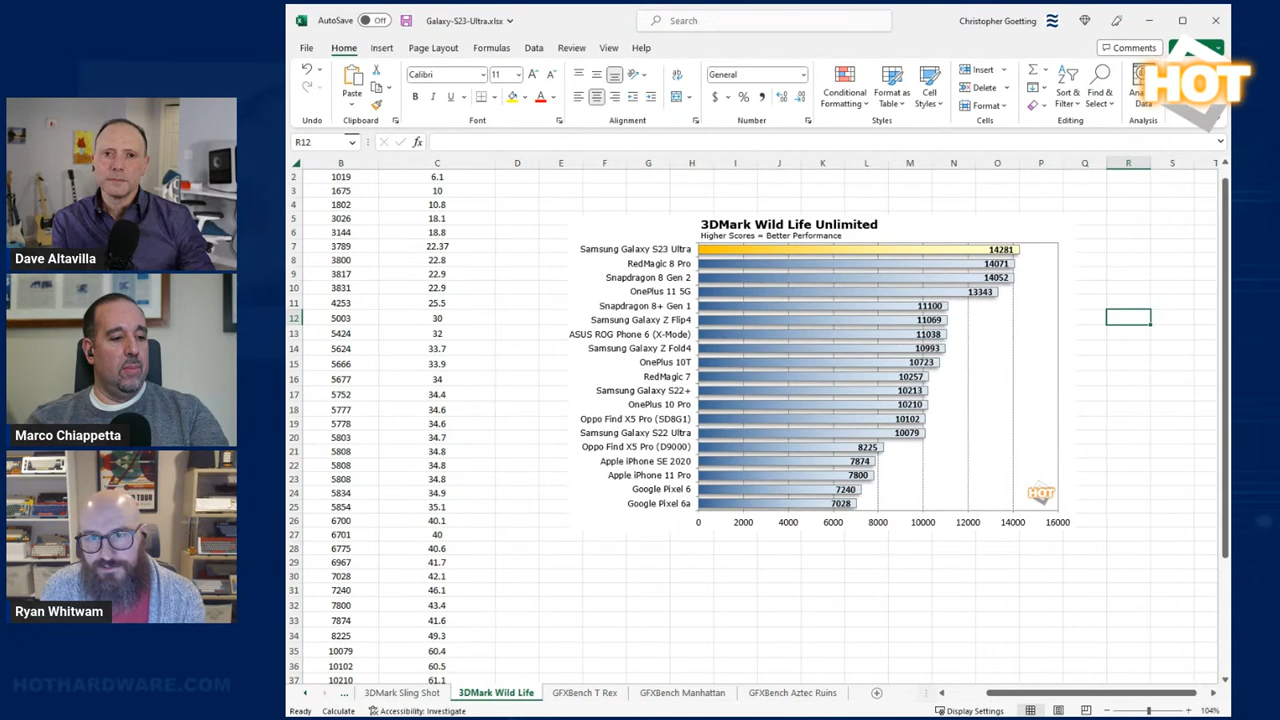 AutoSave Off Galaxy-S23-Ultra.xlsx Search Christopher Goetting
File Home Insert Page Layout Formulas Data Review View Help Comments
HOT
Paste
Calibri 11
B I U
General
$ % ,
Conditional Formatting
Format as Table
Cell Styles
Insert
Delete
Format
Sort & Filter
Find & Select
Undo Clipboard Font Alignment Number Styles Cells Editing Analysis
R12 fx
B C D E F G H I J K L M N O P Q R S T
2 1019 6.1
3 1675 10
4 1802 10.8
5 3026 18.1
6 3144 18.8
7 3789 22.37
8 3800 22.8
9 3817 22.9
10 3831 22.9
11 4253 25.5
12 5003 30
13 5424 32
14 5624 33.7
15 5666 33.9
16 5677 34
17 5752 34.4
18 5777 34.6
19 5778 34.6
20 5803 34.7
21 5808 34.8
22 5808 34.8
23 5808 34.8
24 5834 34.9
25 5854 35.1
26 6700 40.1
27 6701 40
28 6775 40.6
29 6967 41.7
30 7028 42.1
31 7240 46.1
32 7800 43.4
33 7874 41.6
34 8225 49.3
35 10079 60.4
36 10102 60.5
37 10210 61.1
3DMark Wild Life Unlimited
Higher Scores = Better Performance
Samsung Galaxy S23 Ultra 14281
RedMagic 8 Pro 14071
Snapdragon 8 Gen 2 14052
OnePlus 11 5G 13343
Snapdragon 8+ Gen 1 11100
Samsung Galaxy Z Flip4 11069
ASUS ROG Phone 6 (X-Mode) 11038
Samsung Galaxy Z Fold4 10993
OnePlus 10T 10723
RedMagic 7 10257
Samsung Galaxy S22+ 10213
OnePlus 10 Pro 10210
Oppo Find X5 Pro (SD8G1) 10102
Samsung Galaxy S22 Ultra 10079
Oppo Find X5 Pro (D9000) 8225
Apple iPhone SE 2020 7874
Apple iPhone 11 Pro 7800
Google Pixel 6 7240
Google Pixel 6a 7028
HOT
0 2000 4000 6000 8000 10000 12000 14000 16000
... 3DMark Sling Shot 3DMark Wild Life GFXBench T Rex GFXBench Manhattan GFXBench Aztec Ruins
Ready Calculate Accessibility: Investigate Display Settings 104%
Dave Altavilla
Marco Chiappetta
Ryan Whitwam
HOTHARDWARE.COM